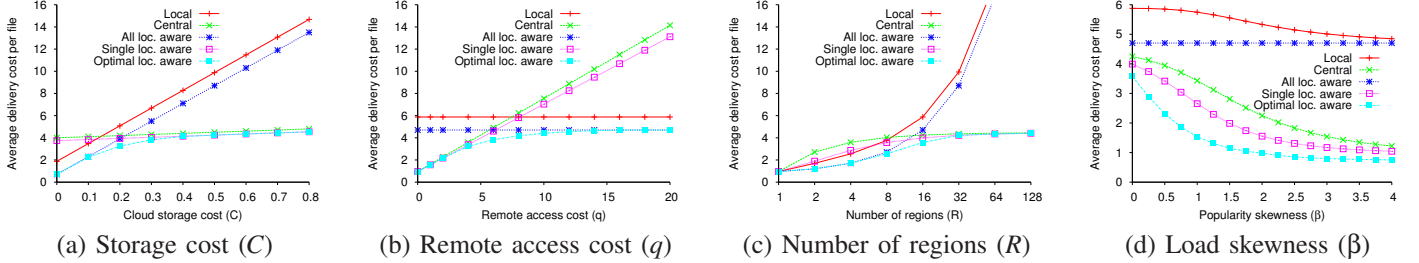 Average delivery cost per file
16
14
12
10
8
6
4
2
0
Local
Central
All loc. aware
Single loc. aware
Optimal loc. aware
0 0.1 0.2 0.3 0.4 0.5 0.6 0.7 0.8
Cloud storage cost (C)
(a) Storage cost (C)
Average delivery cost per file
16
14
12
10
8
6
4
2
0
Local
Central
All loc. aware
Single loc. aware
Optimal loc. aware
0 5 10 15 20
Remote access cost (q)
(b) Remote access cost (q)
Average delivery cost per file
16
14
12
10
8
6
4
2
0
Local
Central
All loc. aware
Single loc. aware
Optimal loc. aware
1 2 4 8 16 32 64 128
Number of regions (R)
(c) Number of regions (R)
Average delivery cost per file
6
5
4
3
2
1
0
Local
Central
All loc. aware
Single loc. aware
Optimal loc. aware
0 0.5 1 1.5 2 2.5 3 3.5 4
Popularity skewness (β)
(d) Load skewness (β)